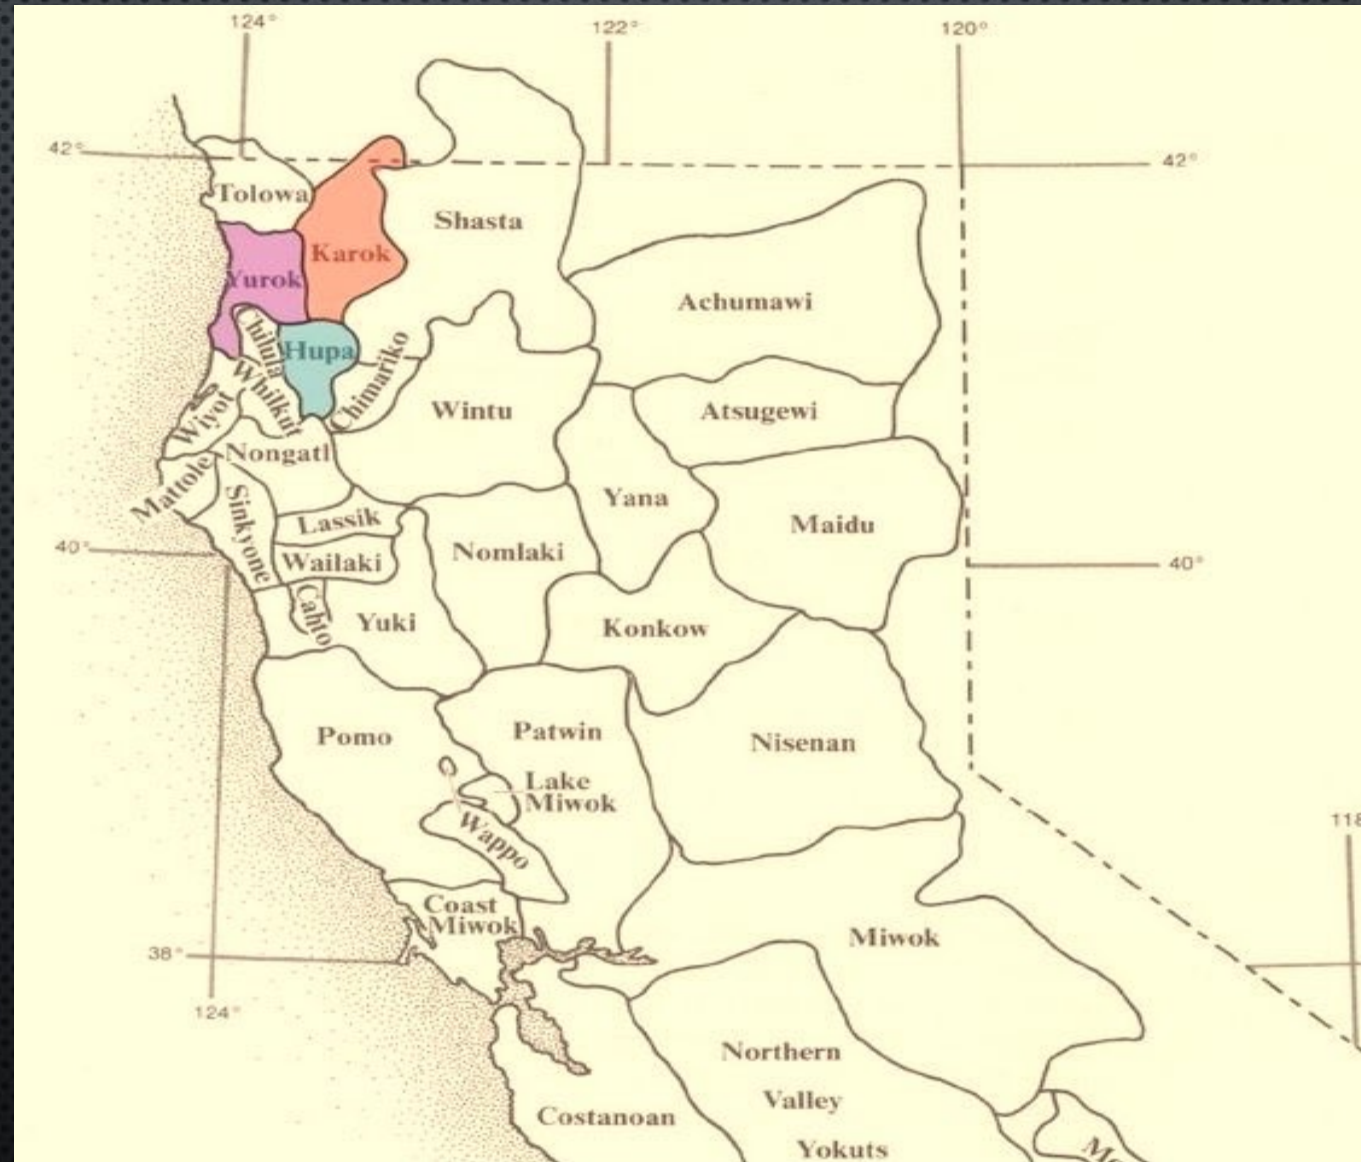 124°
122°
120°
42°
42°
Tolowa
Karok
Shasta
Yurok
Achumawi
Chilula
Hupa
Chimariko
Whilkut
Wiyot
Wintu
Atsugewi
Nongatl
Mattole
Sinkyone
Lassik
Yana
Maidu
40°
Wailaki
Nomlaki
40°
Cahto
Yuki
Konkow
Pomo
Patwin
Nisenan
Lake
Miwok
Wappo
118
Coast
Miwok
Miwok
38°
124°
Northern
Valley
Yokuts
Costanoan